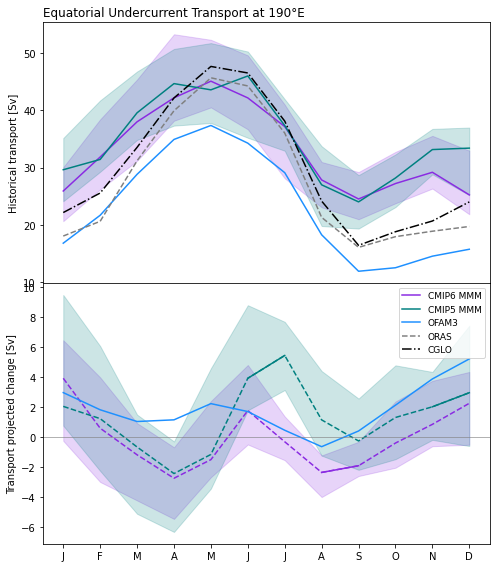 Equatorial Undercurrent Transport at 190°E
Historical transport [Sv]
50
40
30
20
10
Transport projected change [Sv]
10
8
6
4
2
0
−2
−4
−6
CMIP6 MMM
CMIP5 MMM
OFAM3
ORAS
CGLO
J F M A M J J A S O N D